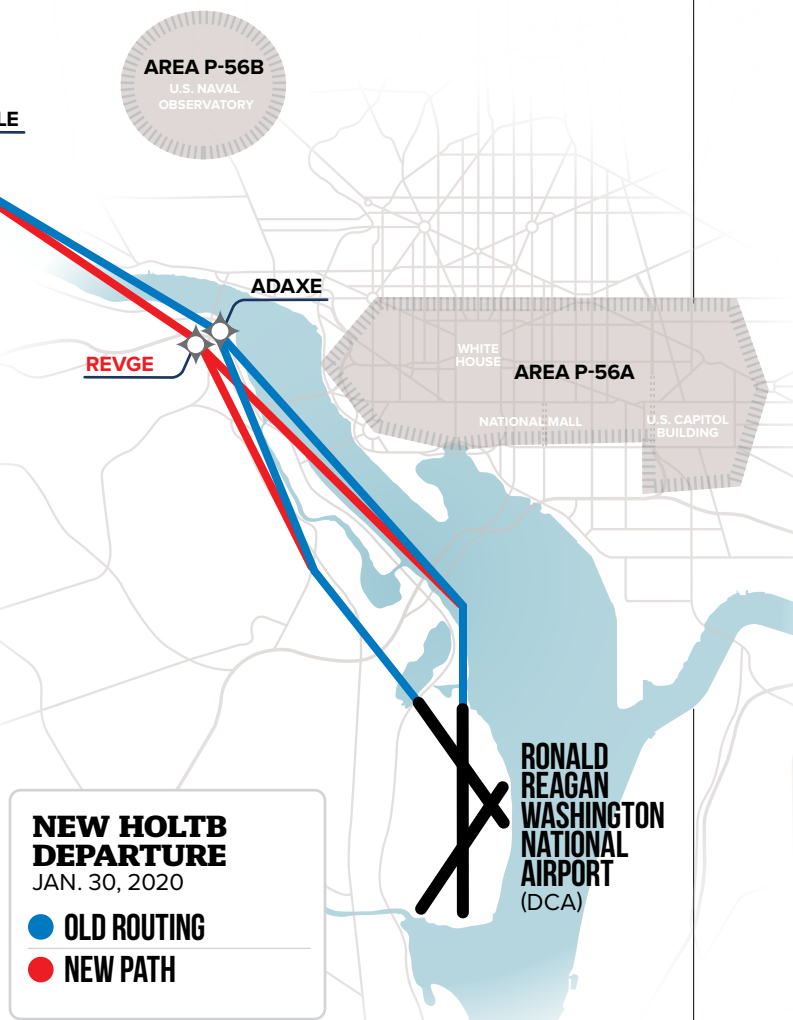 AREA P-56B
U.S. NAVAL
OBSERVATORY
LE
ADAXE
REVGE
WHITE
HOUSE
AREA P-56A
NATIONAL MALL
U.S. CAPITOL
BUILDING
RONALD
REAGAN
WASHINGTON
NATIONAL
AIRPORT
(DCA)
NEW HOLTB
DEPARTURE
JAN. 30, 2020
OLD ROUTING
NEW PATH